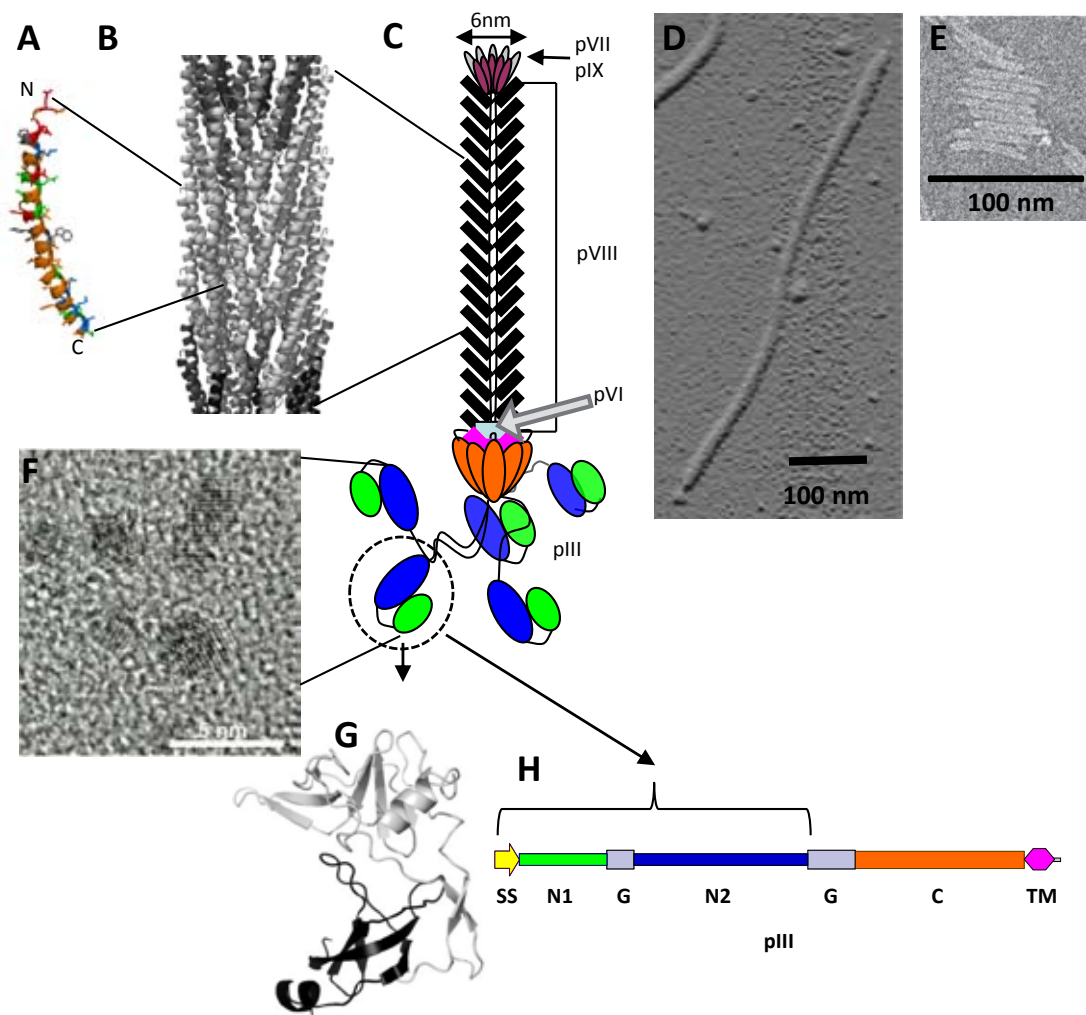 A
B
C
D
E
6nm
pVII
pIX
N
C
pVIII
pVI
100 nm
100 nm
F
pIII
5 nm
G
H
SS N1 G N2 G C TM
pIII